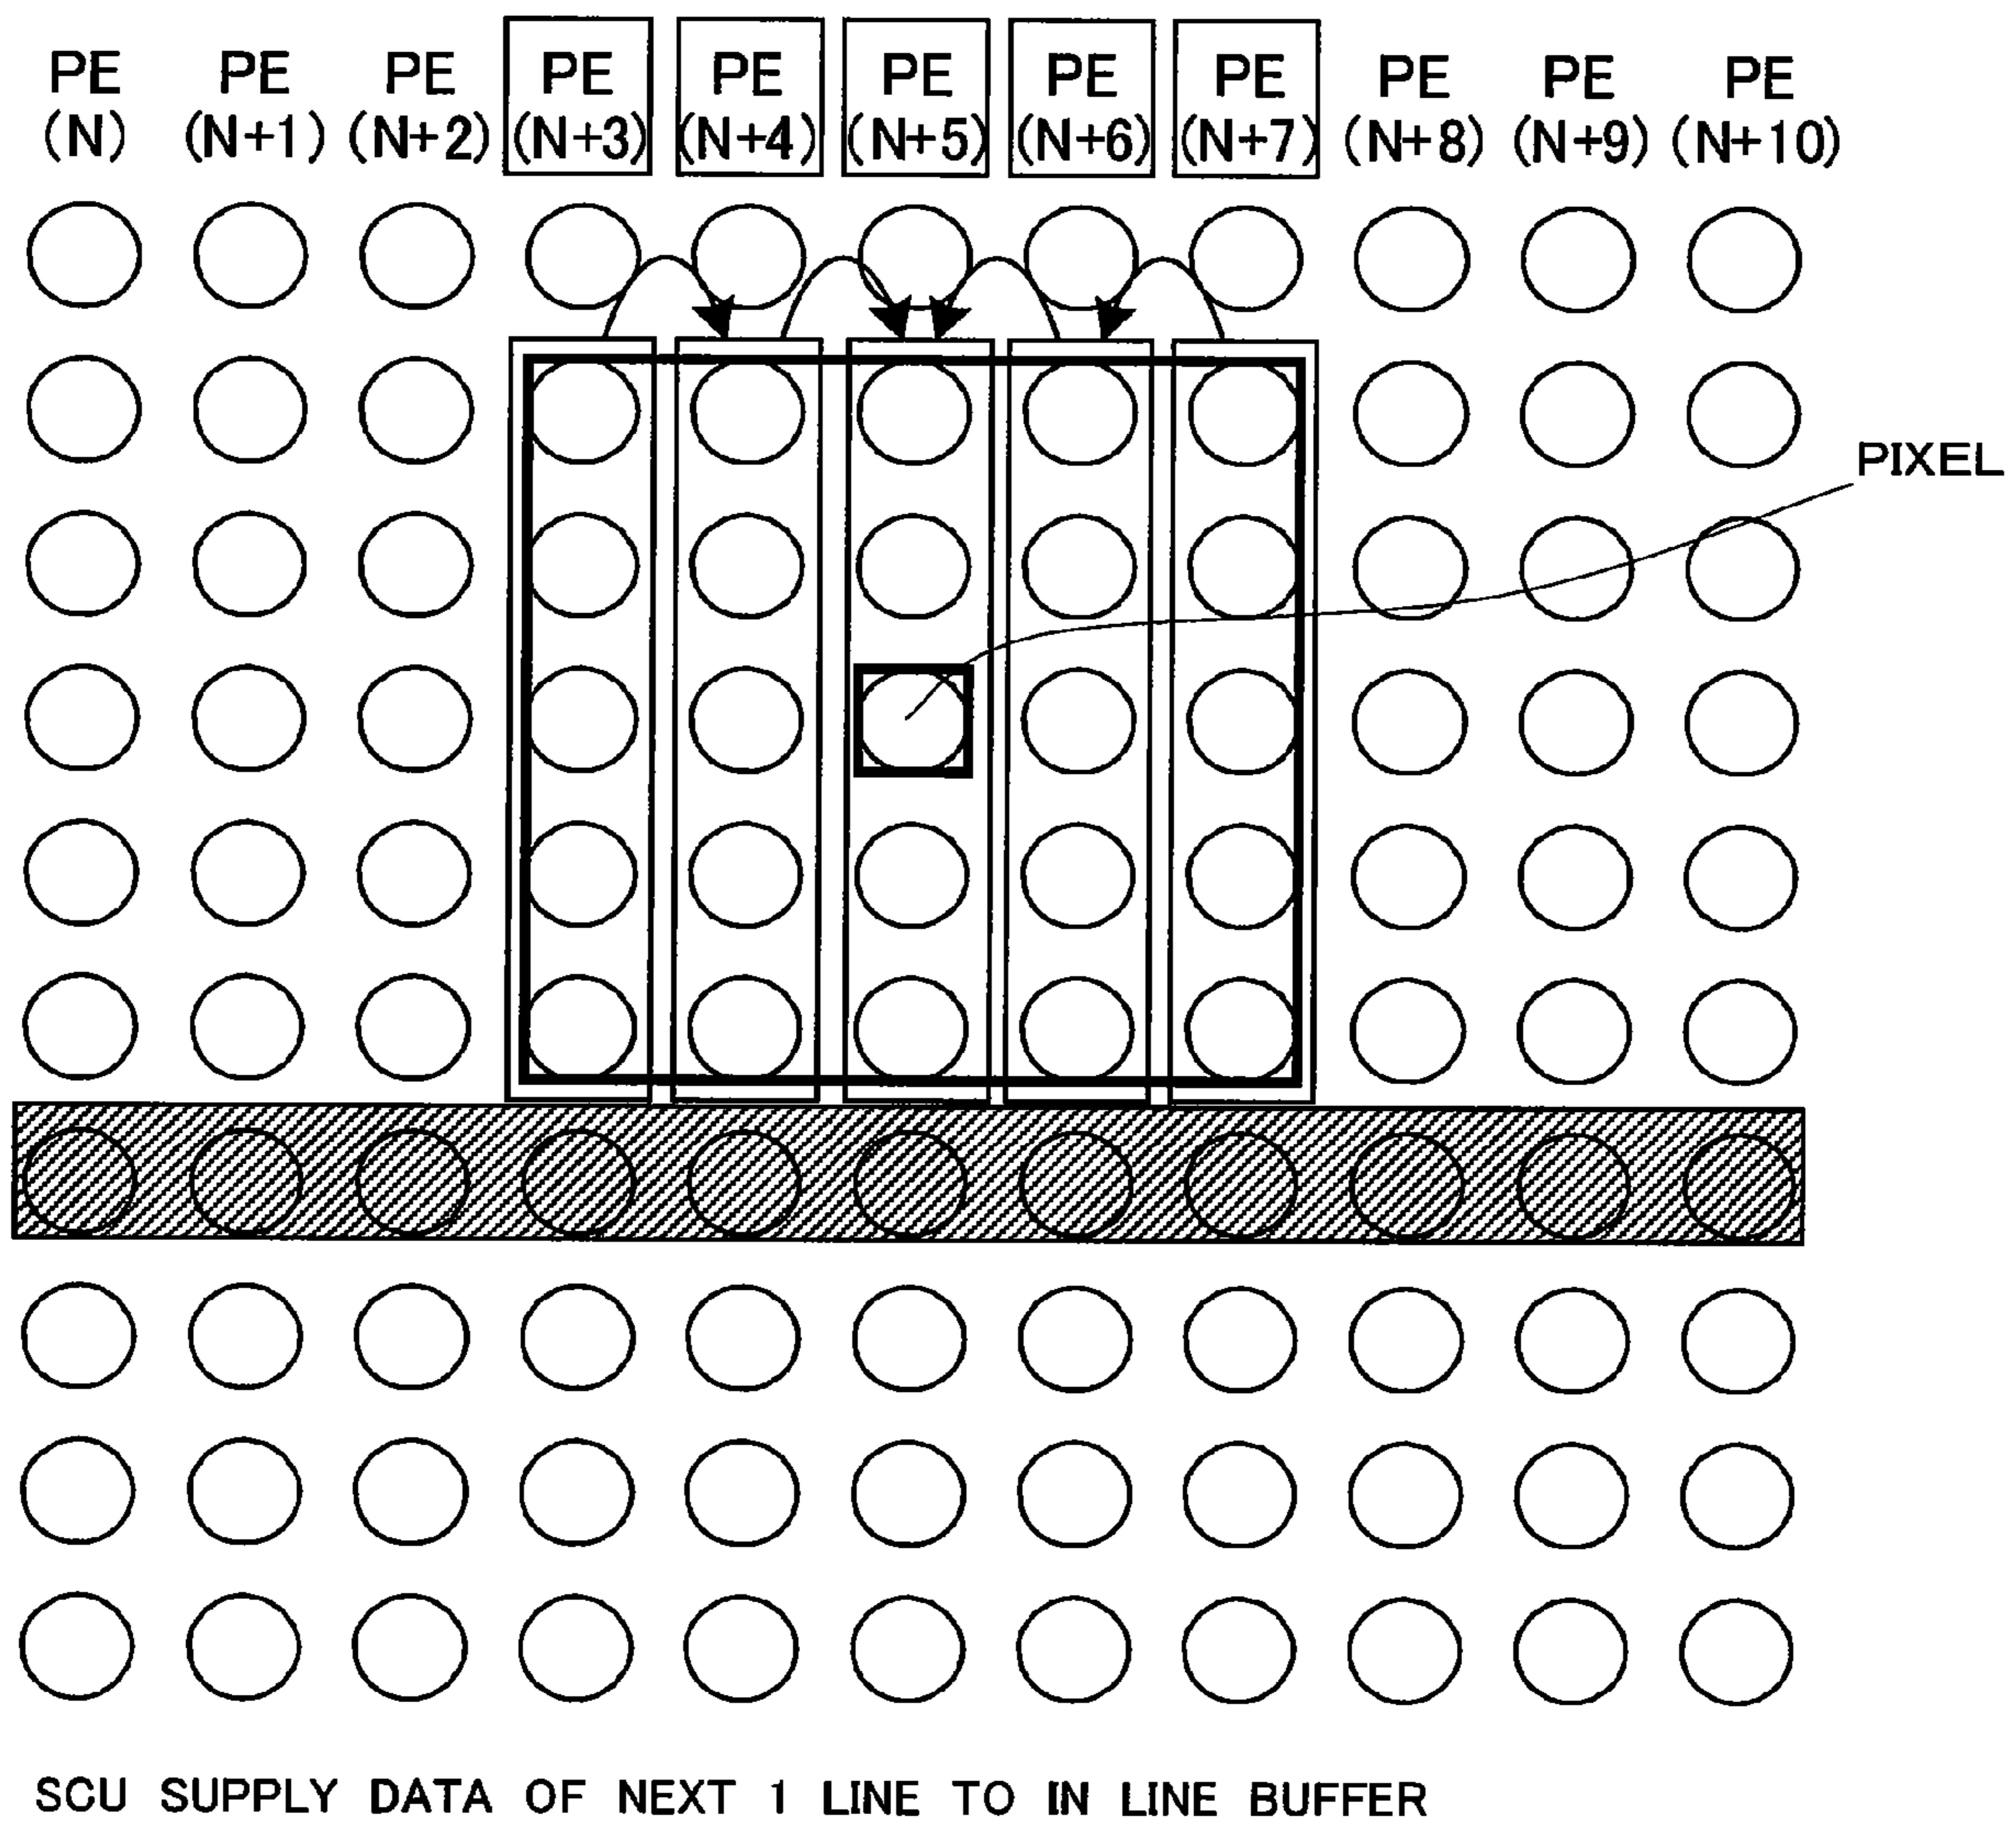 PE PE PE PE PE PE PE PE PE PE PE
(N) (N+1) (N+2) (N+3) (N+4) (N+5) (N+6) (N+7) (N+8) (N+9) (N+10)
PIXEL
SCU SUPPLY DATA OF NEXT 1 LINE TO IN LINE BUFFER